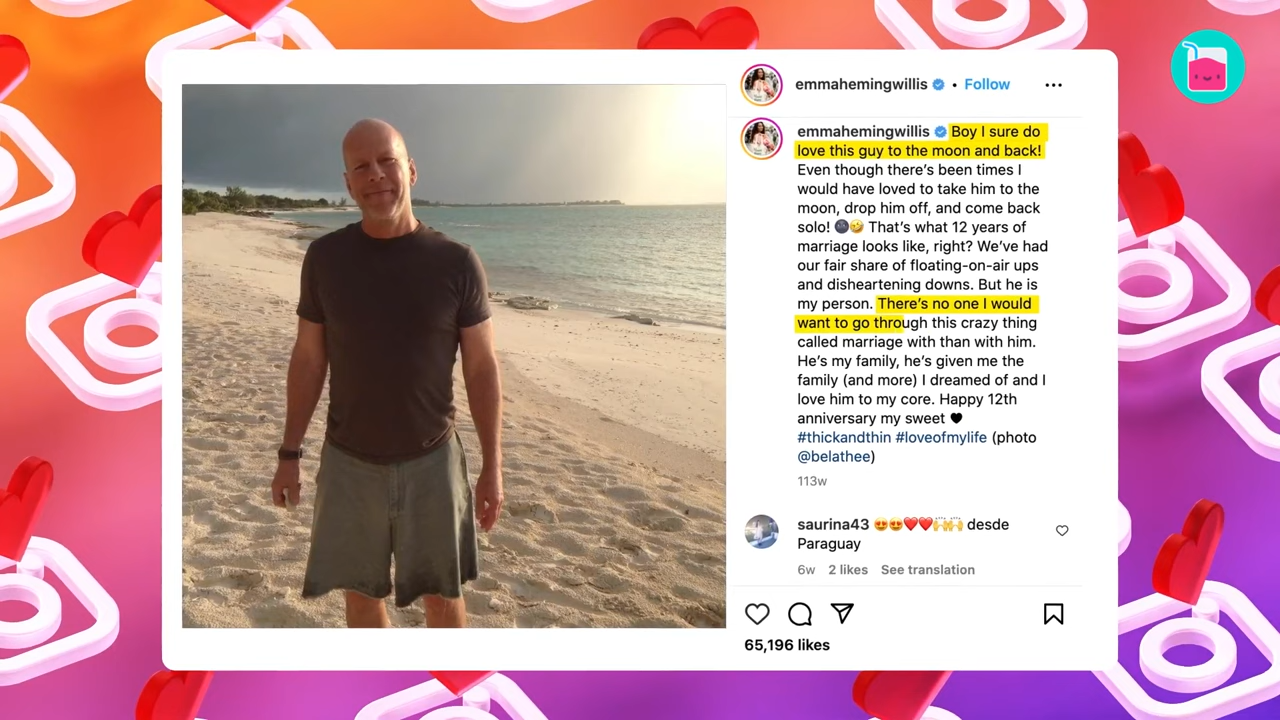 emmahemingwillis • Follow
emmahemingwillis Boy I sure do
love this guy to the moon and back!
Even though there’s been times I
would have loved to take him to the
moon, drop him off, and come back
solo! 🌚🤣 That’s what 12 years of
marriage looks like, right? We’ve had
our fair share of floating-on-air ups
and disheartening downs. But he is
my person. There’s no one I would
want to go through this crazy thing
called marriage with than with him.
He’s my family, he’s given me the
family (and more) I dreamed of and I
love him to my core. Happy 12th
anniversary my sweet 🖤
#thickandthin #loveofmylife (photo
@belathee)
113w
saurina43 😍😍❤️❤️🙌🙌 desde
Paraguay
6w 2 likes See translation
65,196 likes